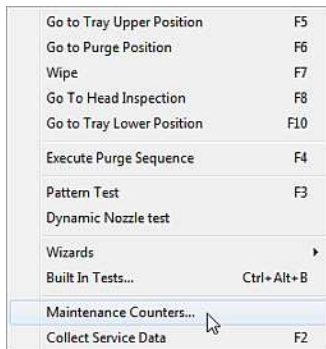 Go to Tray Upper Position F5
Go to Purge Position F6
Wipe F7
Go To Head Inspection F8
Go to Tray Lower Position F10
Execute Purge Sequence F4
Pattern Test F3
Dynamic Nozzle test
Wizards
Built In Tests... Ctrl+Alt+B
Maintenance Counters...
Collect Service Data F2